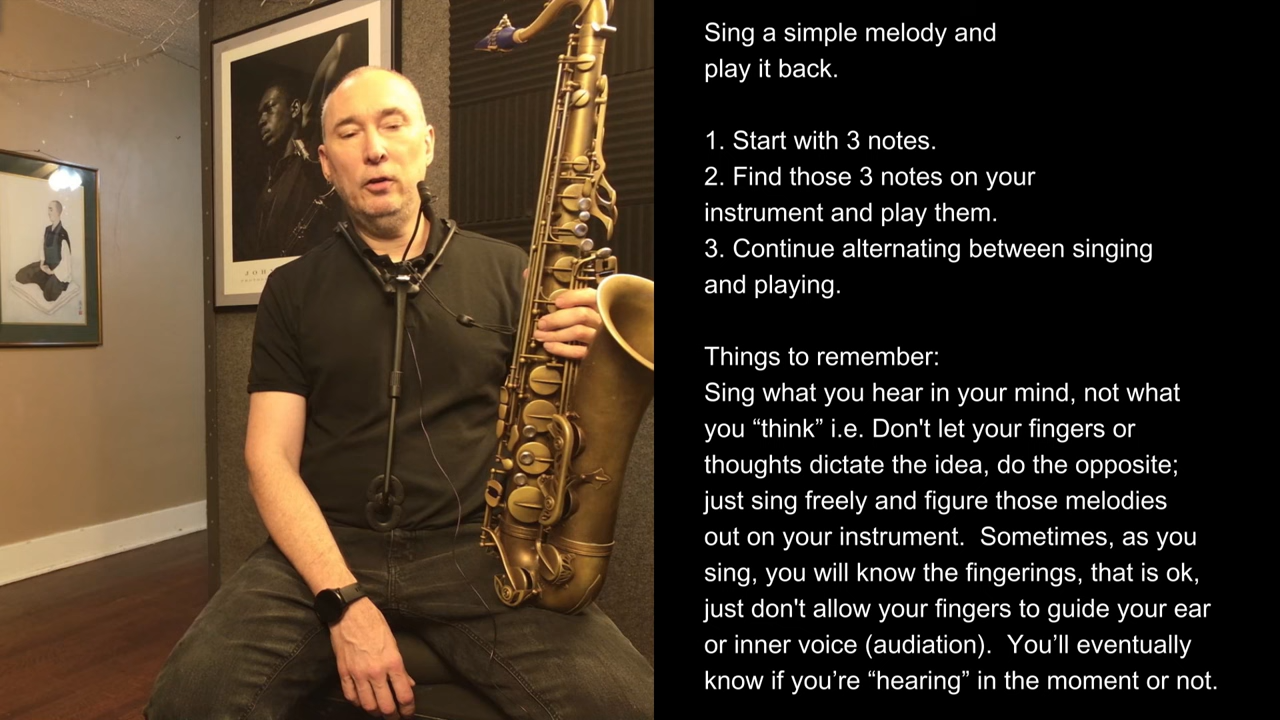 Sing a simple melody and
play it back.
1. Start with 3 notes.
2. Find those 3 notes on your
instrument and play them.
3. Continue alternating between singing
and playing.
Things to remember:
Sing what you hear in your mind, not what
you “think” i.e. Don't let your fingers or
thoughts dictate the idea, do the opposite;
just sing freely and figure those melodies
out on your instrument.  Sometimes, as you
sing, you will know the fingerings, that is ok,
just don't allow your fingers to guide your ear
or inner voice (audiation).  You’ll eventually
know if you’re “hearing” in the moment or not.